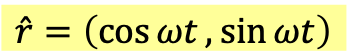 r̂ = (cos ωt , sin ωt)